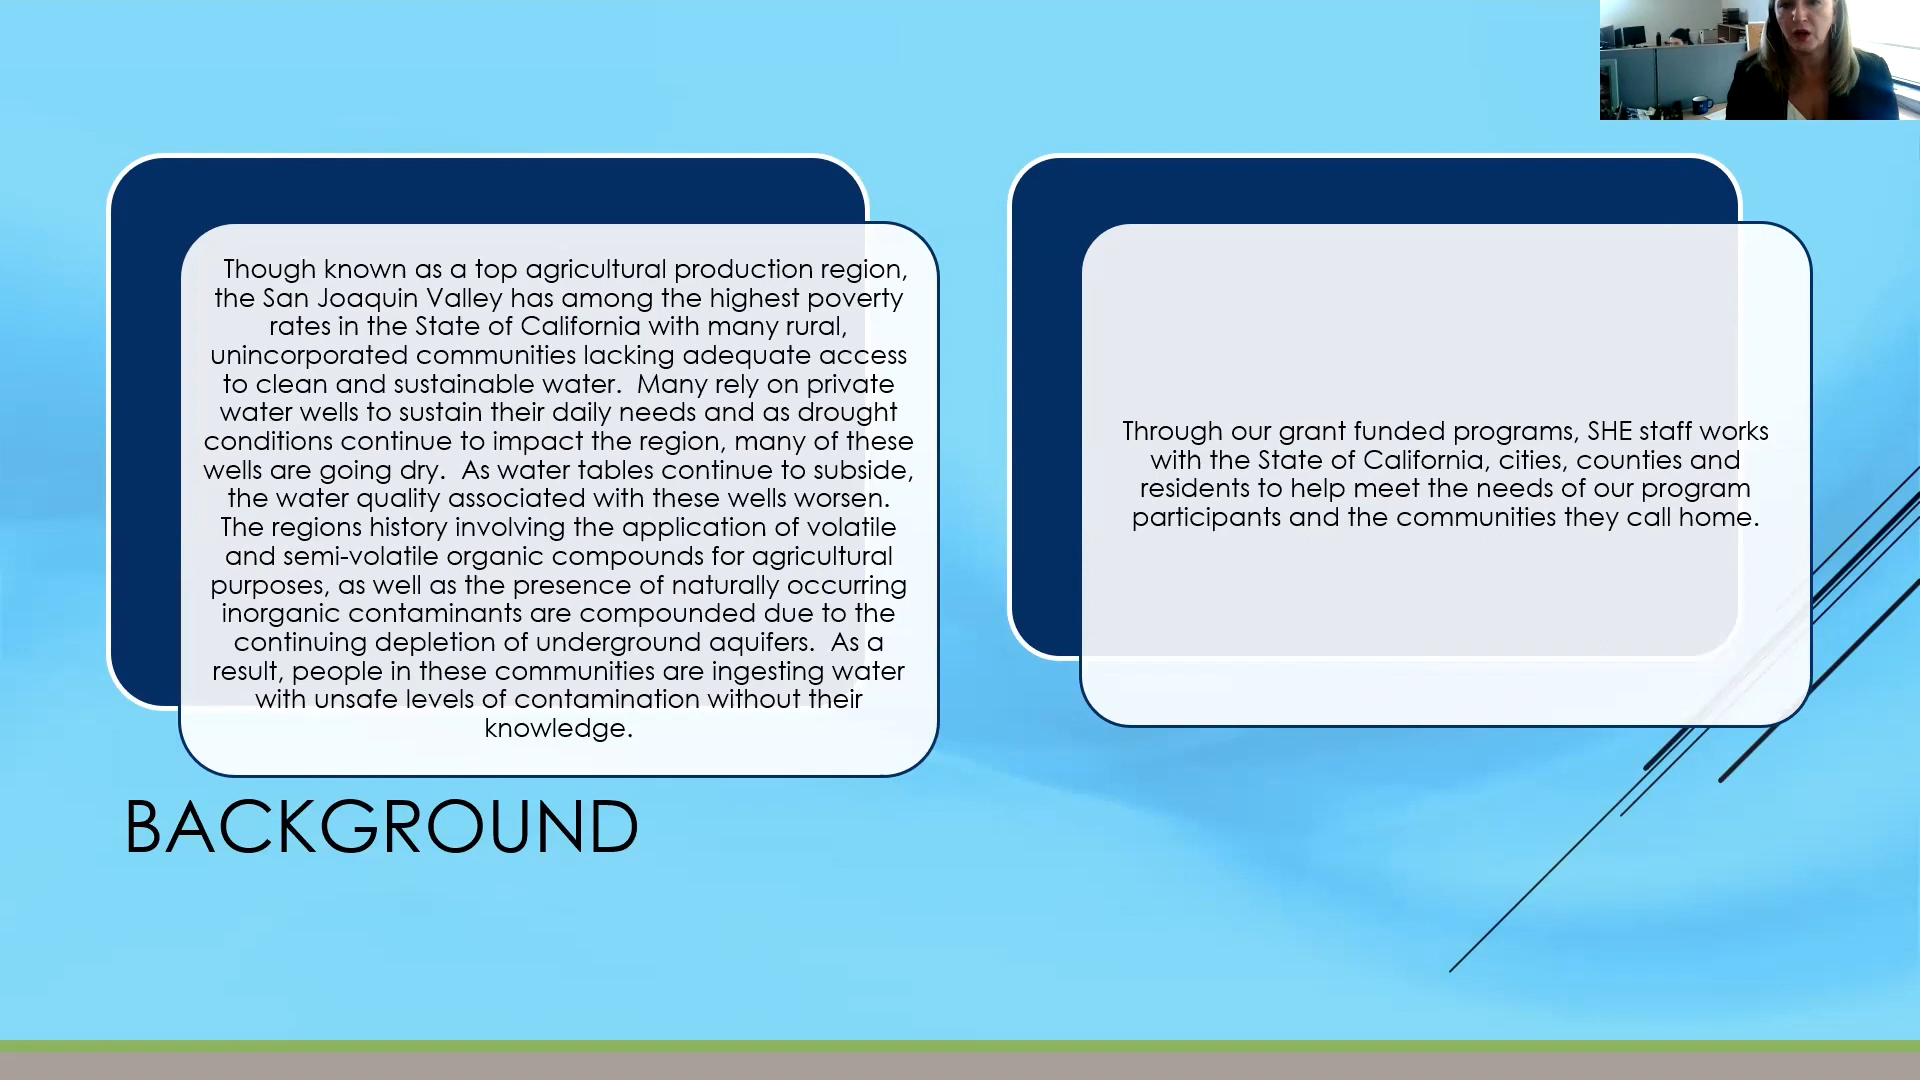 Though known as a top agricultural production region,
the San Joaquin Valley has among the highest poverty
rates in the State of California with many rural,
unincorporated communities lacking adequate access
to clean and sustainable water.  Many rely on private
water wells to sustain their daily needs and as drought
conditions continue to impact the region, many of these
wells are going dry.  As water tables continue to subside,
the water quality associated with these wells worsen.
The regions history involving the application of volatile
and semi-volatile organic compounds for agricultural
purposes, as well as the presence of naturally occurring
inorganic contaminants are compounded due to the
continuing depletion of underground aquifers.  As a
result, people in these communities are ingesting water
with unsafe levels of contamination without their
knowledge.
Through our grant funded programs, SHE staff works
with the State of California, cities, counties and
residents to help meet the needs of our program
participants and the communities they call home.
BACKGROUND